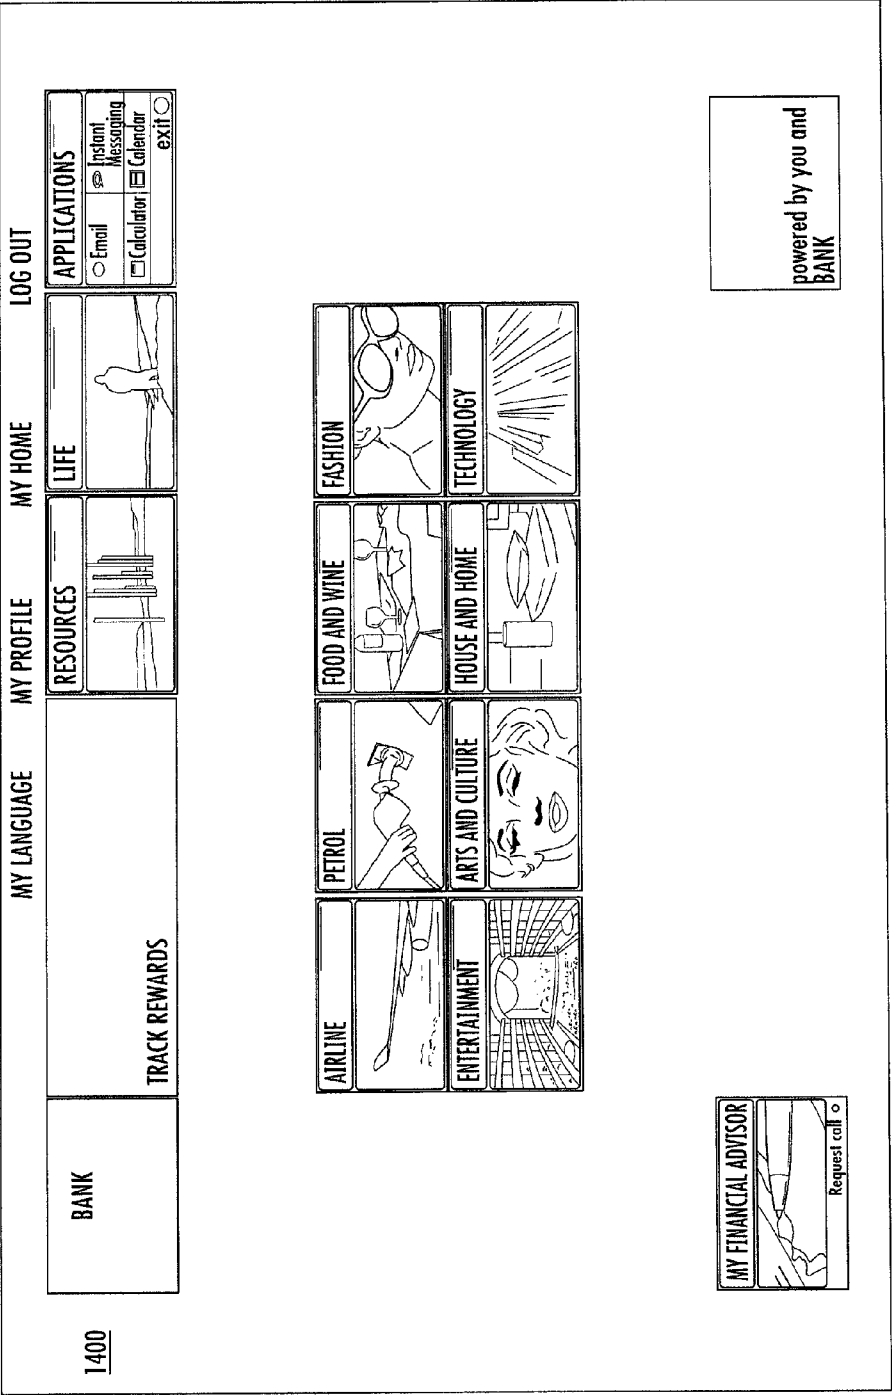 1400
MY LANGUAGE
MY PROFILE
MY HOME
LOG OUT
BANK
TRACK REWARDS
RESOURCES
LIFE
APPLICATIONS
Email
Instant
Messaging
Calculator
Calendar
exit
AIRLINE
PETROL
FOOD AND WINE
FASHION
ENTERTAINMENT
ARTS AND CULTURE
HOUSE AND HOME
TECHNOLOGY
MY FINANCIAL ADVISOR
Request call
powered by you and
BANK